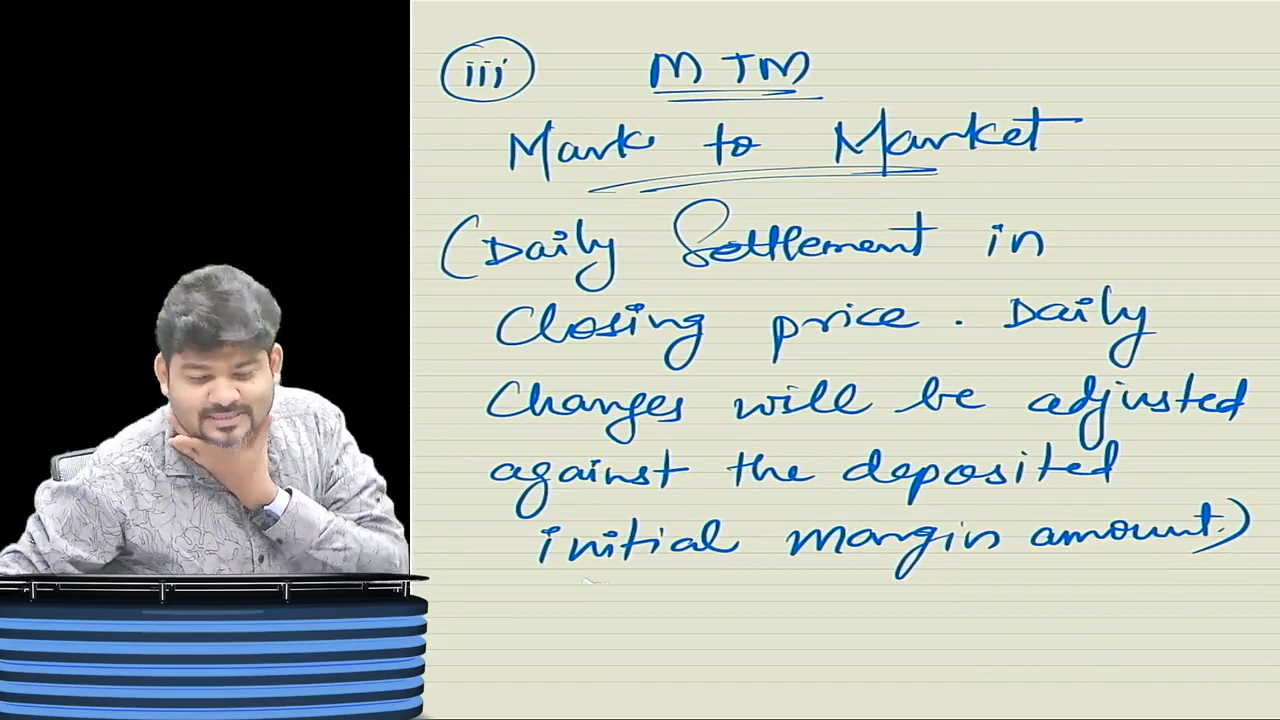 iii MTM
Mark to Market
(Daily Settlement in
Closing price. Daily
Changes will be adjusted
against the deposited
initial margin amount.)